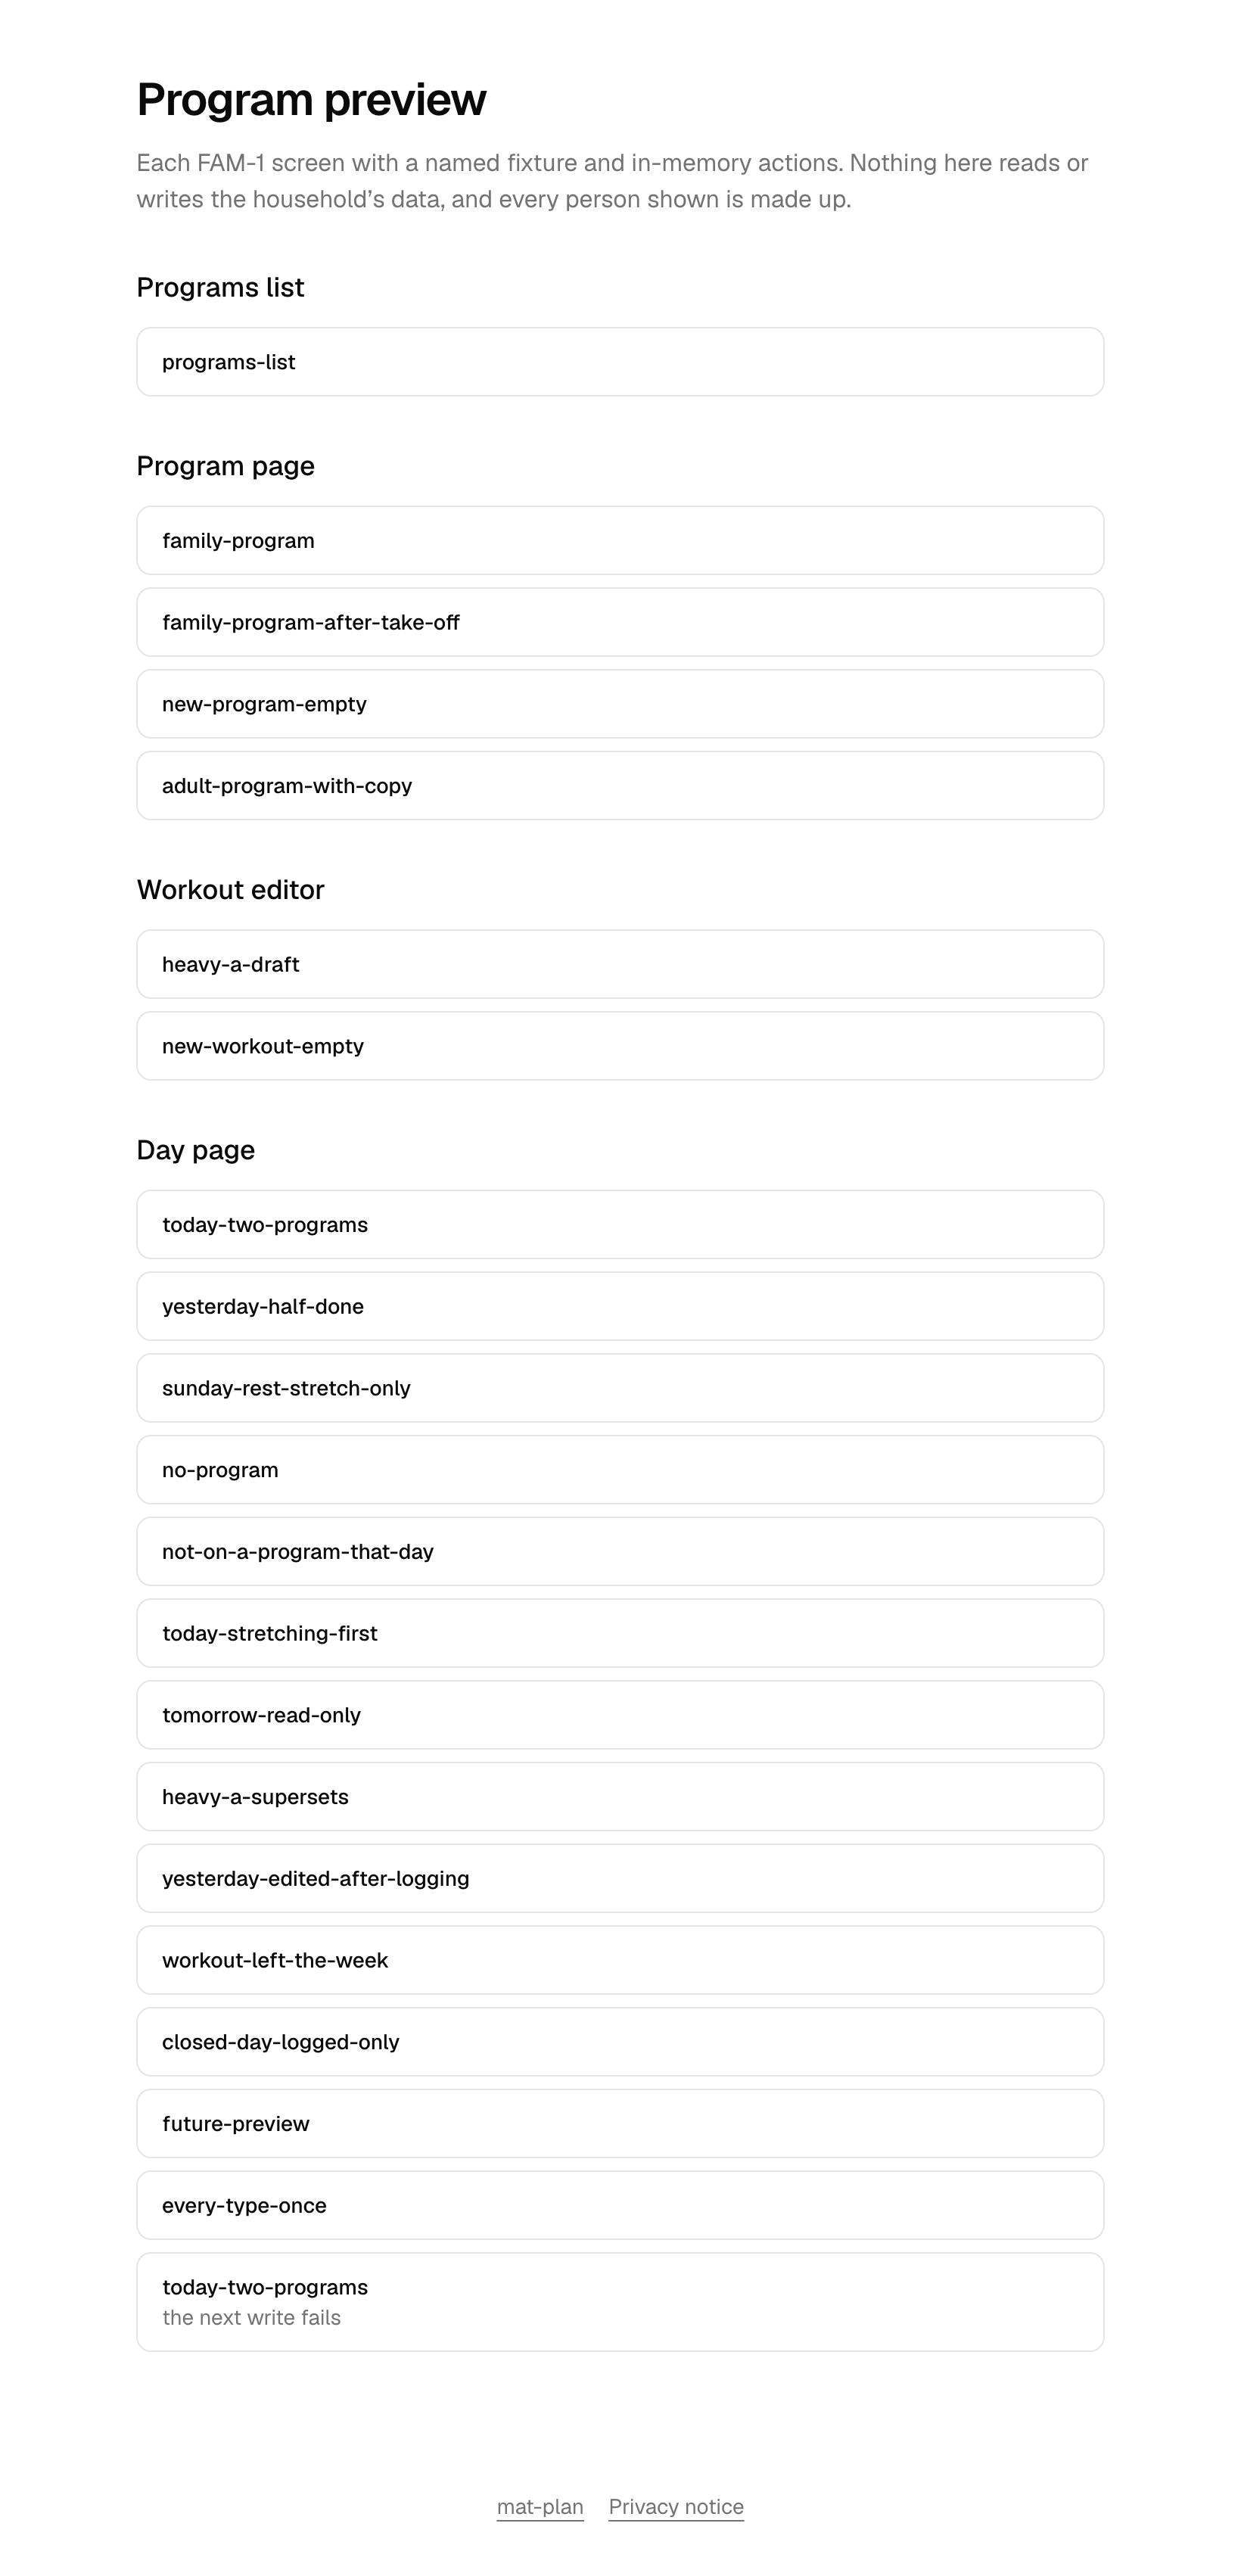 Program preview
Each FAM-1 screen with a named fixture and in-memory actions. Nothing here reads or
writes the household’s data, and every person shown is made up.
Programs list
programs-list
Program page
family-program
family-program-after-take-off
new-program-empty
adult-program-with-copy
Workout editor
heavy-a-draft
new-workout-empty
Day page
today-two-programs
yesterday-half-done
sunday-rest-stretch-only
no-program
not-on-a-program-that-day
today-stretching-first
tomorrow-read-only
heavy-a-supersets
yesterday-edited-after-logging
workout-left-the-week
closed-day-logged-only
future-preview
every-type-once
today-two-programs
the next write fails
mat-plan Privacy notice